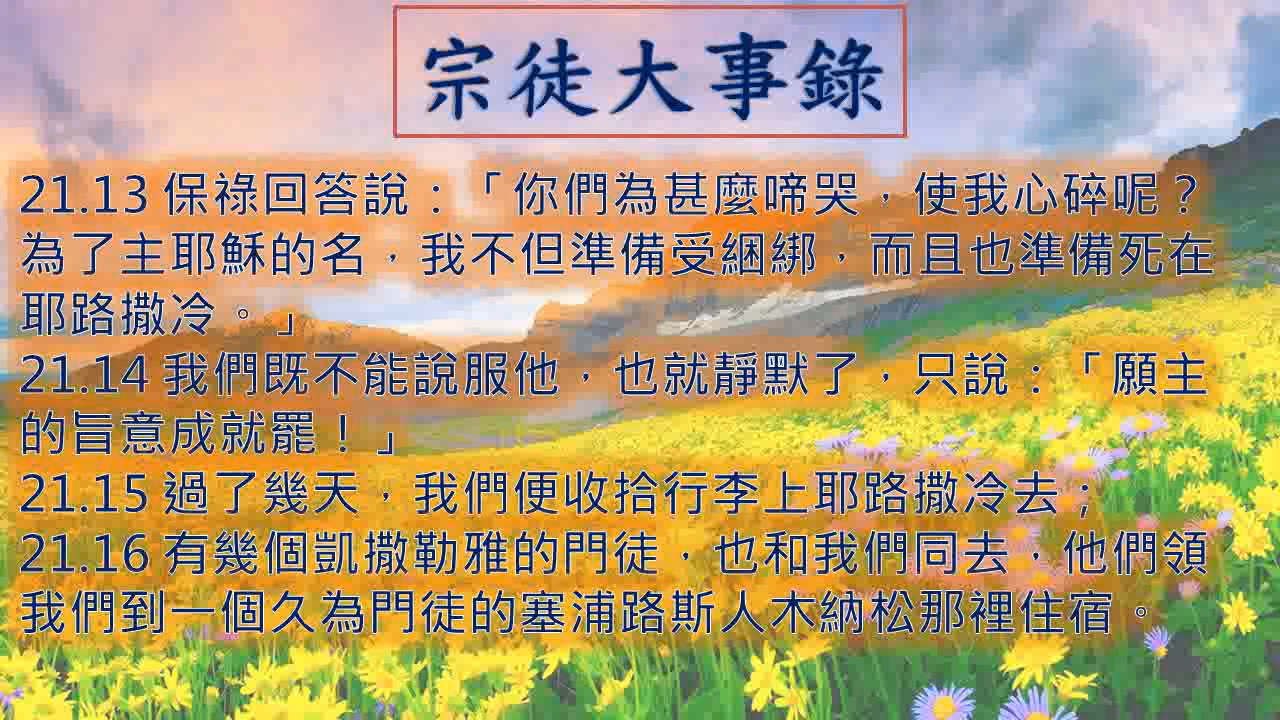 宗徒大事錄
21.13 保祿回答說：「你們為甚麼啼哭，使我心碎呢？
為了主耶穌的名，我不但準備受綑綁，而且也準備死在
耶路撒冷。」
21.14 我們既不能說服他，也就靜默了，只說：「願主
的旨意成就罷！」
21.15 過了幾天，我們便收拾行李上耶路撒冷去；
21.16 有幾個凱撒勒雅的門徒，也和我們同去，他們領
我們到一個久為門徒的塞浦路斯人木納松那裡住宿。